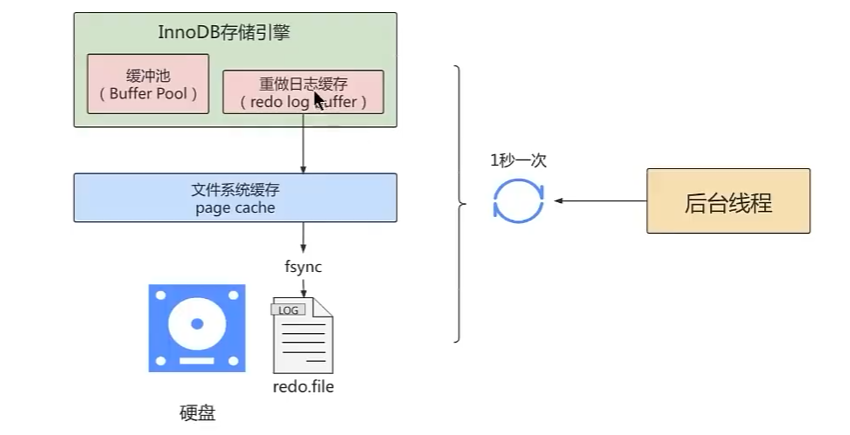 InnoDB存储引擎
缓冲池
（Buffer Pool）
重做日志缓存
（redo log buffer）
文件系统缓存
page cache
fsync
LOG
redo.file
硬盘
1秒一次
后台线程